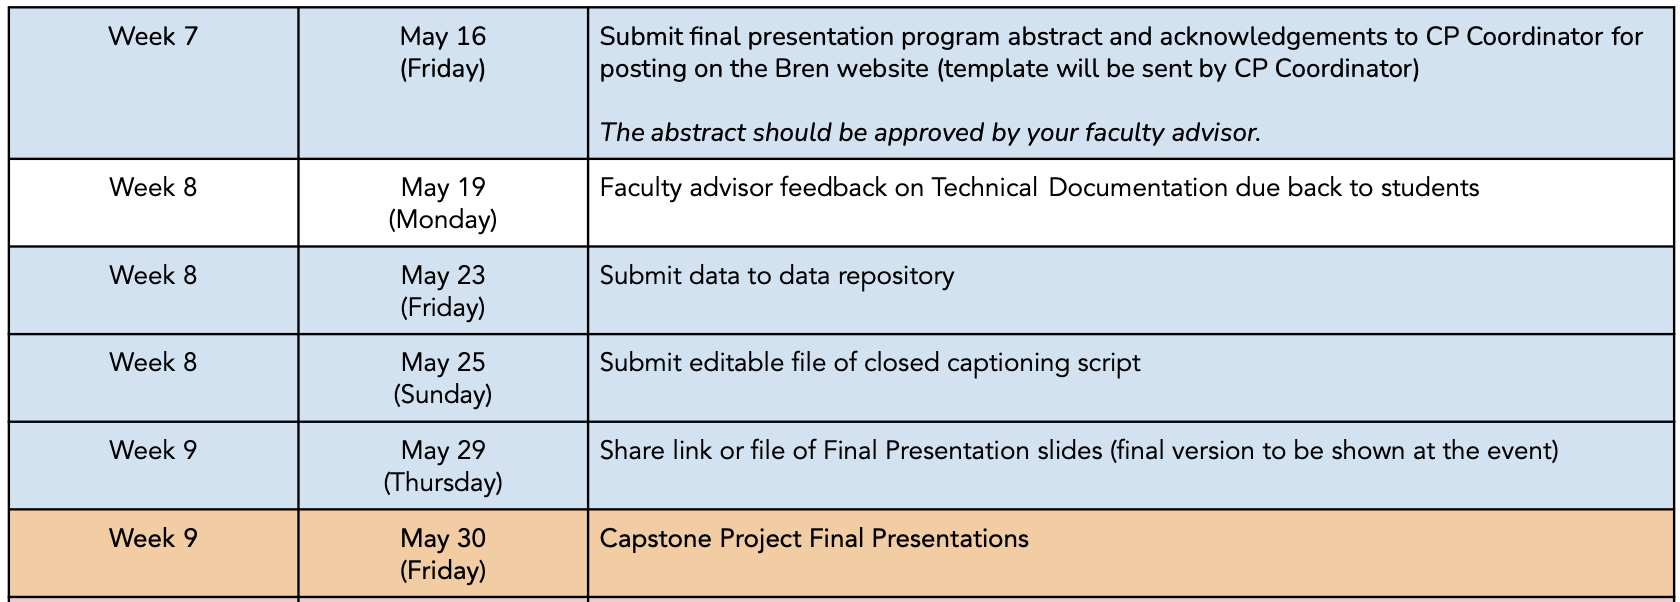 Week 7
May 16
(Friday)
Submit final presentation program abstract and acknowledgements to CP Coordinator for
posting on the Bren website (template will be sent by CP Coordinator)
The abstract should be approved by your faculty advisor.
Week 8
May 19
(Monday)
Faculty advisor feedback on Technical Documentation due back to students
Week 8
May 23
(Friday)
Submit data to data repository
Week 8
May 25
(Sunday)
Submit editable file of closed captioning script
Week 9
May 29
(Thursday)
Share link or file of Final Presentation slides (final version to be shown at the event)
Week 9
May 30
(Friday)
Capstone Project Final Presentations